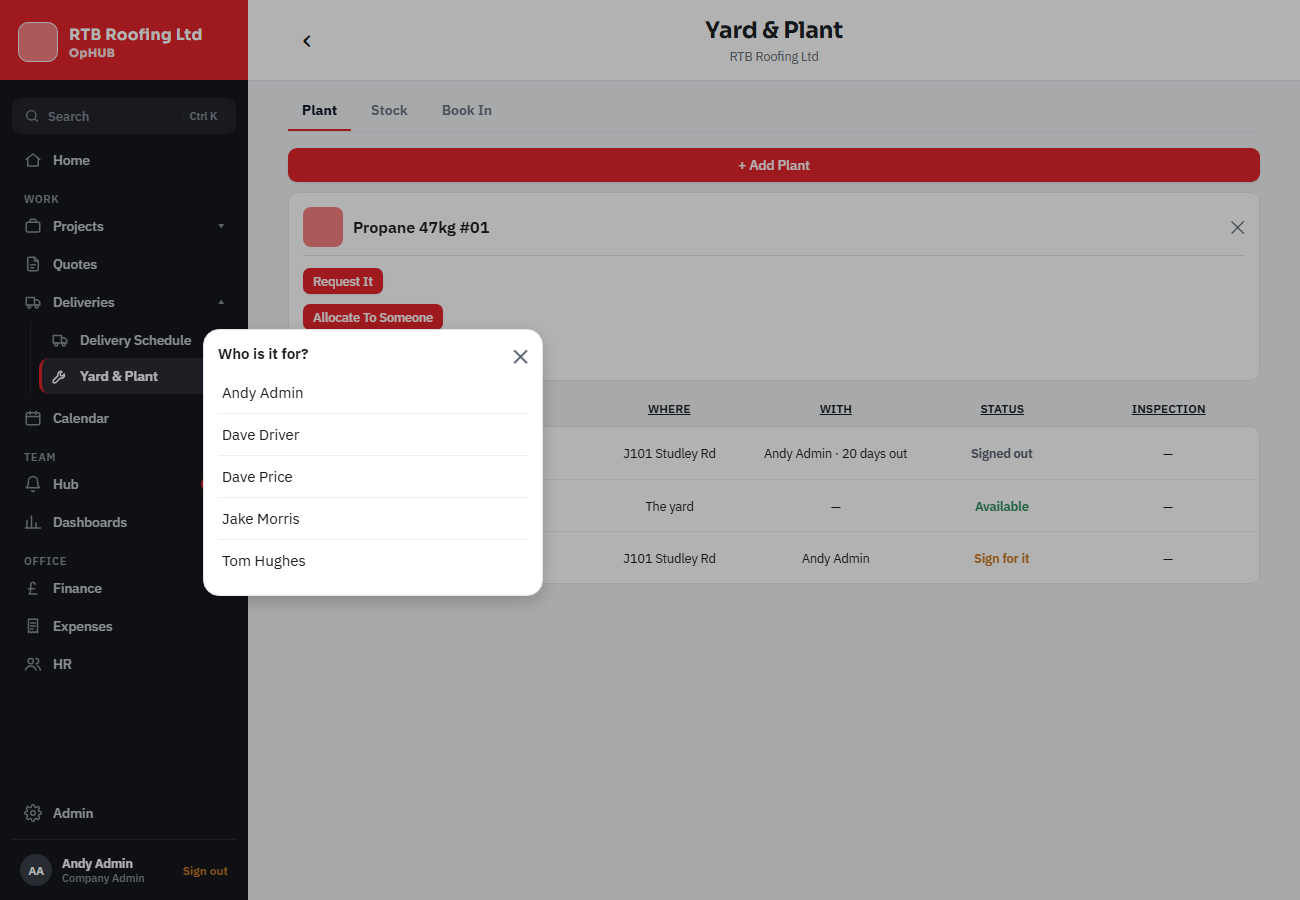 RTB Roofing Ltd
OpHUB
Search Ctrl K
Home
WORK
Projects
Quotes
Deliveries
Delivery Schedule
Yard & Plant
Calendar
TEAM
Hub
Dashboards
OFFICE
Finance
Expenses
HR
Admin
AA
Andy Admin
Company Admin
Sign out
Yard & Plant
RTB Roofing Ltd
Plant Stock Book In
+ Add Plant
Propane 47kg #01
Request It
Allocate To Someone
Who is it for?
Andy Admin
Dave Driver
Dave Price
Jake Morris
Tom Hughes
WHERE WITH STATUS INSPECTION
J101 Studley Rd Andy Admin · 20 days out Signed out —
The yard — Available —
J101 Studley Rd Andy Admin Sign for it —